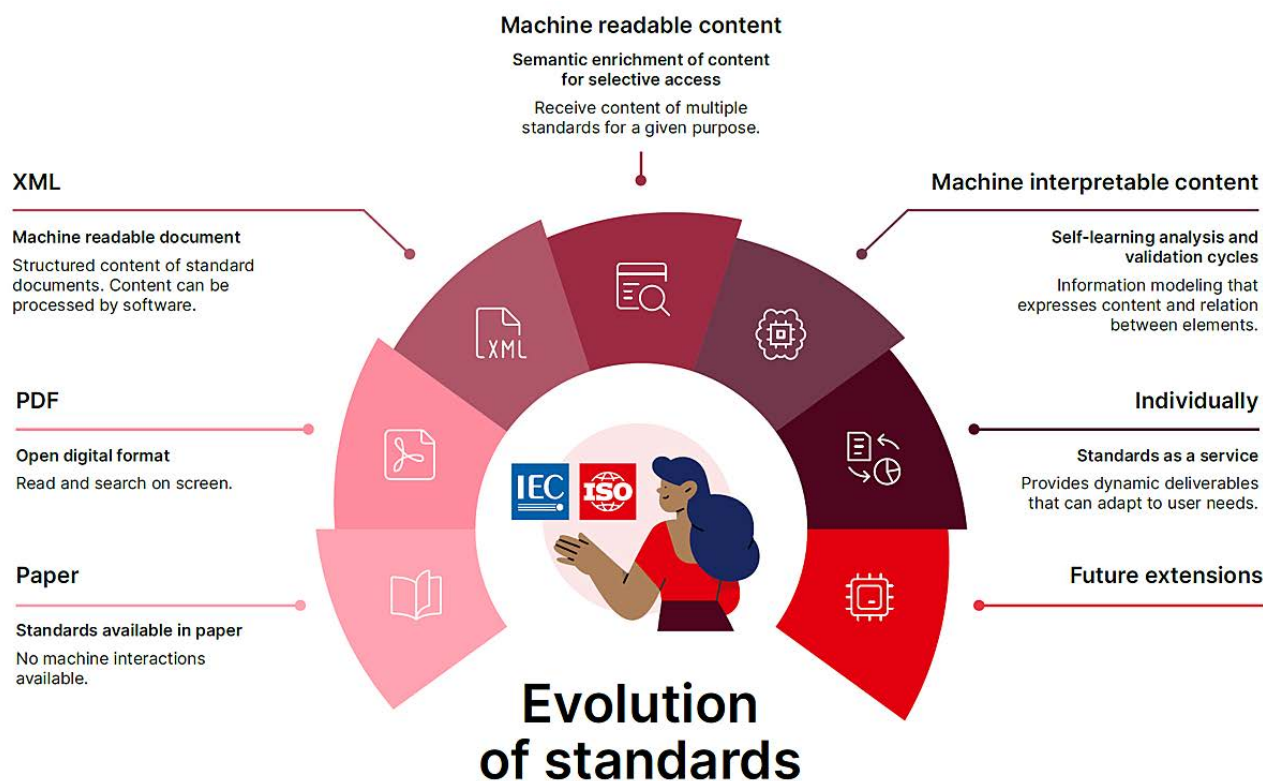 Machine readable content
Semantic enrichment of content
for selective access
Receive content of multiple
standards for a given purpose.
XML
Machine readable document
Structured content of standard
documents. Content can be
processed by software.
Machine interpretable content
Self-learning analysis and
validation cycles
Information modeling that
expresses content and relation
between elements.
XML
PDF
Open digital format
Read and search on screen.
Individually
Standards as a service
Provides dynamic deliverables
that can adapt to user needs.
IEC
ISO
Paper
Standards available in paper
No machine interactions
available.
Future extensions
Evolution
of standards